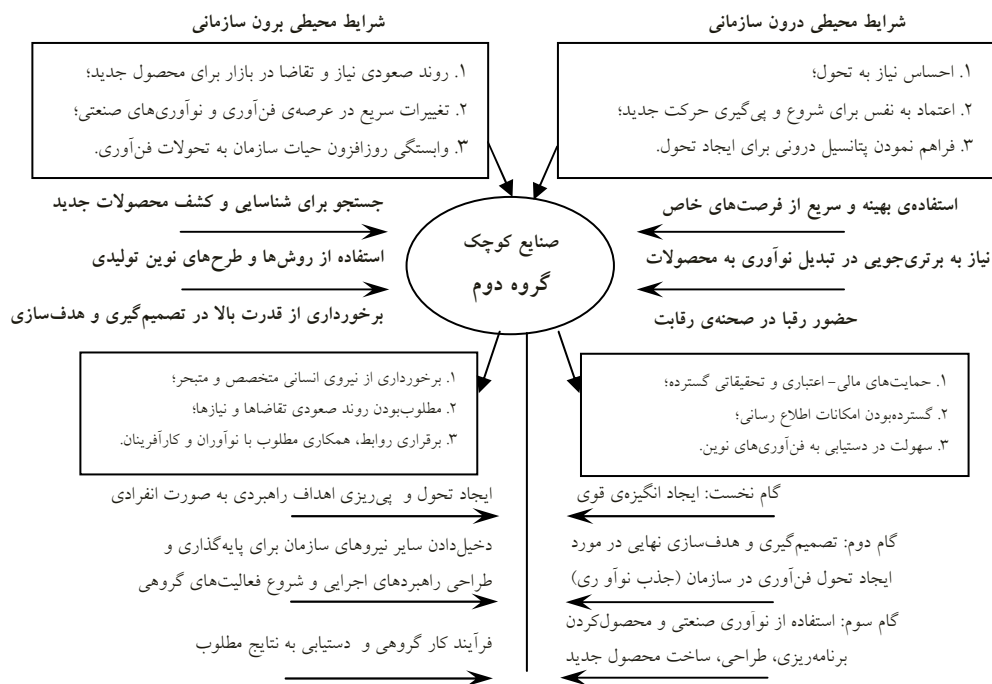 شرایط محیطی درون سازمانی
شرایط محیطی برون سازمانی
۱. احساس نیاز به تحول؛
۲. اعتماد به نفس برای شروع و پی‌گیری حرکت جدید؛
۳. فراهم نمودن پتانسیل درونی برای ایجاد تحول.
۱. روند صعودی نیاز و تقاضا در بازار برای محصول جدید؛
۲. تغییرات سریع در عرصه‌ی فن‌آوری و نوآوری‌های صنعتی؛
۳. وابستگی روزافزون حیات سازمان به تحولات فن‌آوری.
استفاده‌ی بهینه و سریع از فرصت‌های خاص
نیاز به برتری‌جویی در تبدیل نوآوری به محصولات
حضور رقبا در صحنه‌ی رقابت
صنایع کوچک
گروه دوم
جستجو برای شناسایی و کشف محصولات جدید
استفاده از روش‌ها و طرح‌های نوین تولیدی
برخورداری از قدرت بالا در تصمیم‌گیری و هدف‌سازی
۱. حمایت‌های مالی- اعتباری و تحقیقاتی گسترده؛
۲. گسترده‌بودن امکانات اطلاع رسانی؛
۳. سهولت در دستیابی به فن‌آوری‌های نوین.
۱. برخورداری از نیروی انسانی متخصص و متبحر؛
۲. مطلوب‌بودن روند صعودی تقاضاها و نیازها؛
۳. برقراری روابط، همکاری مطلوب با نوآوران و کارآفرینان.
گام نخست: ایجاد انگیزه‌ی قوی
گام دوم: تصمیم‌گیری و هدف‌سازی نهایی در مورد
ایجاد تحول فن‌آوری در سازمان (جذب نوآو ری)
گام سوم: استفاده از نوآوری صنعتی و محصول‌کردن
برنامه‌ریزی، طراحی، ساخت محصول جدید
ایجاد تحول و پی‌ریزی اهداف راهبردی به صورت انفرادی
دخیل‌دادن سایر نیروهای سازمان برای پایه‌گذاری و
طراحی راهبردهای اجرایی و شروع فعالیت‌های گروهی
فرآیند کار گروهی و دستیابی به نتایج مطلوب